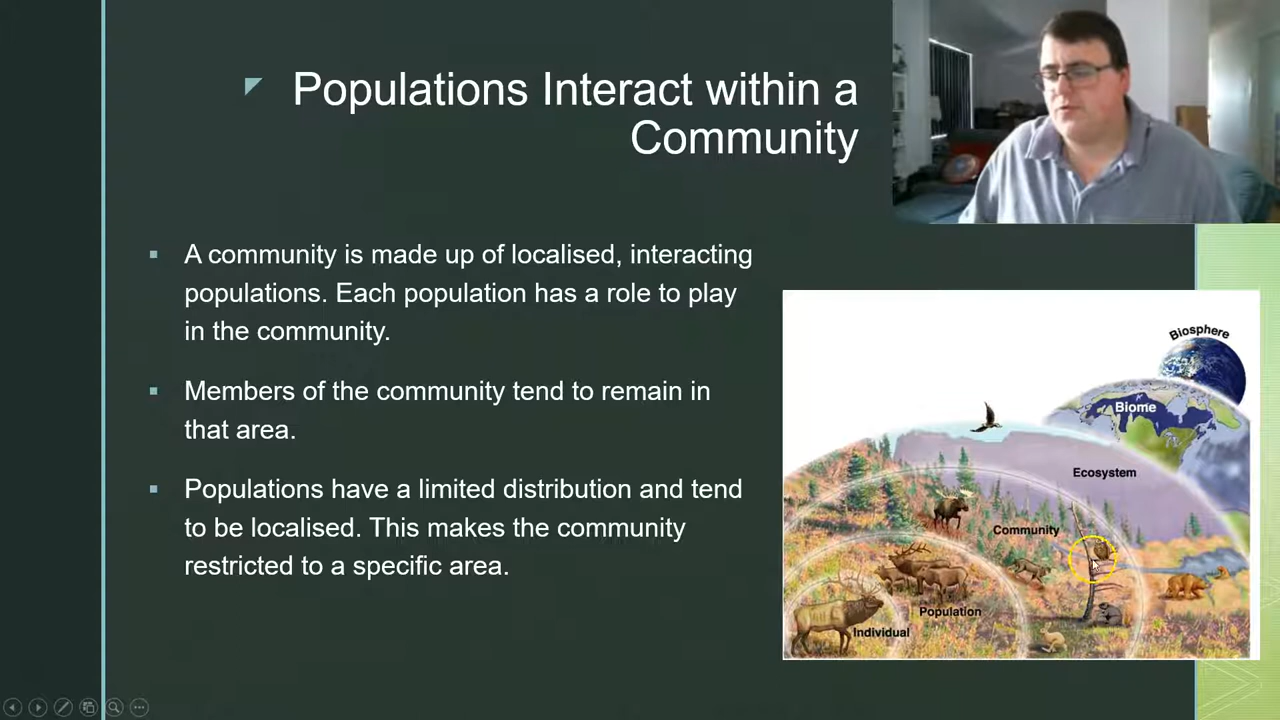 Populations Interact within a
Community
A community is made up of localised, interacting
populations. Each population has a role to play
in the community.
Members of the community tend to remain in
that area.
Populations have a limited distribution and tend
to be localised. This makes the community
restricted to a specific area.
Biosphere
Biome
Ecosystem
Community
Population
Individual